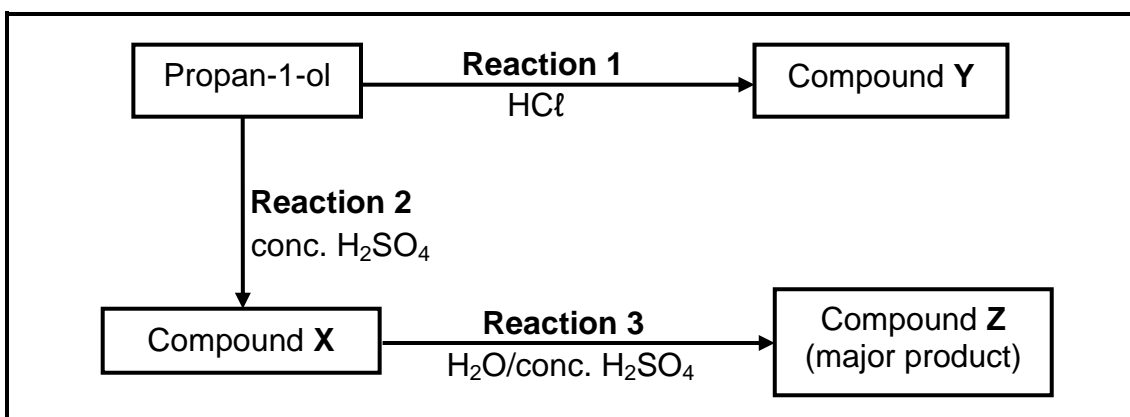 Propan-1-ol
Reaction 1
HCℓ
Compound Y
Reaction 2
conc. H₂SO₄
Compound X
Reaction 3
H₂O/conc. H₂SO₄
Compound Z
(major product)